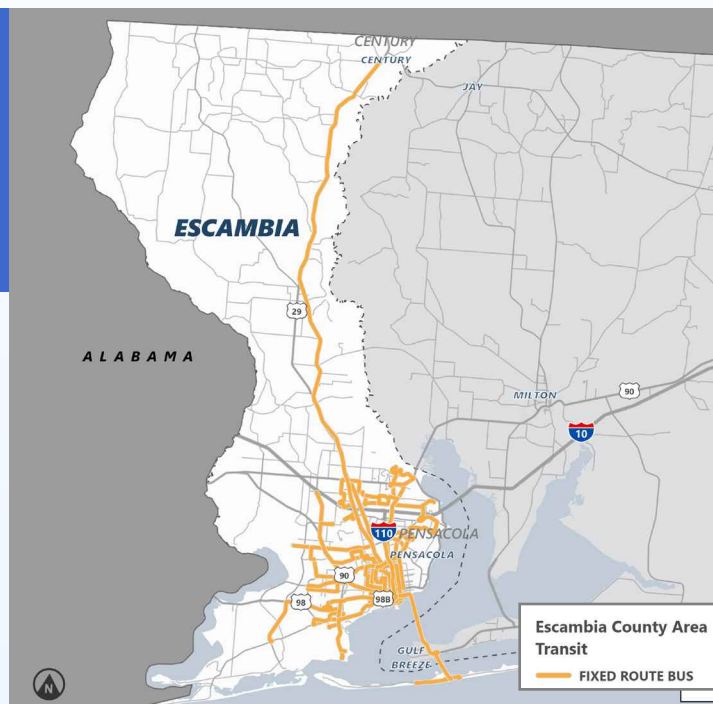 CENTURY
CENTURY
JAY
ESCAMBIA
29
ALABAMA
MILTON
90
10
110
PENSACOLA
PENSACOLA
90
98
98B
GULF
BREEZE
Escambia County Area
Transit
FIXED ROUTE BUS
N